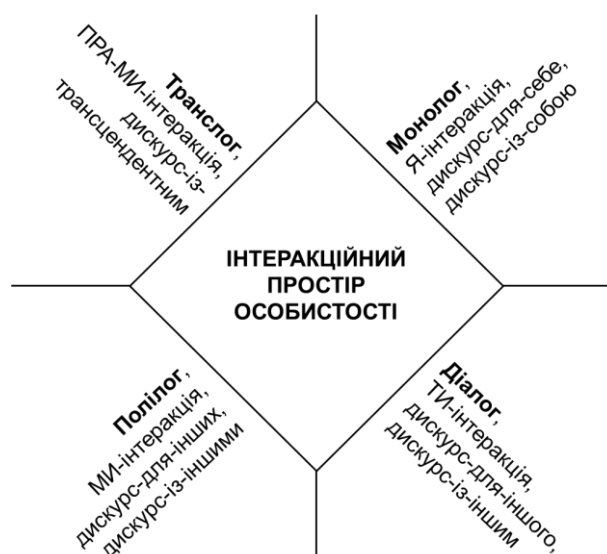 Транслог,
ПРА-МИ-інтеракція,
дискурс-із-
трансцендентним
Монолог,
Я-інтеракція,
дискурс-для-себе,
дискурс-із-собою
ІНТЕРАКЦІЙНИЙ
ПРОСТІР
ОСОБИСТОСТІ
Полілог,
МИ-інтеракція,
дискурс-для-інших,
дискурс-із-іншими
Діалог,
ТИ-інтеракція,
дискурс-для-іншого,
дискурс-із-іншим